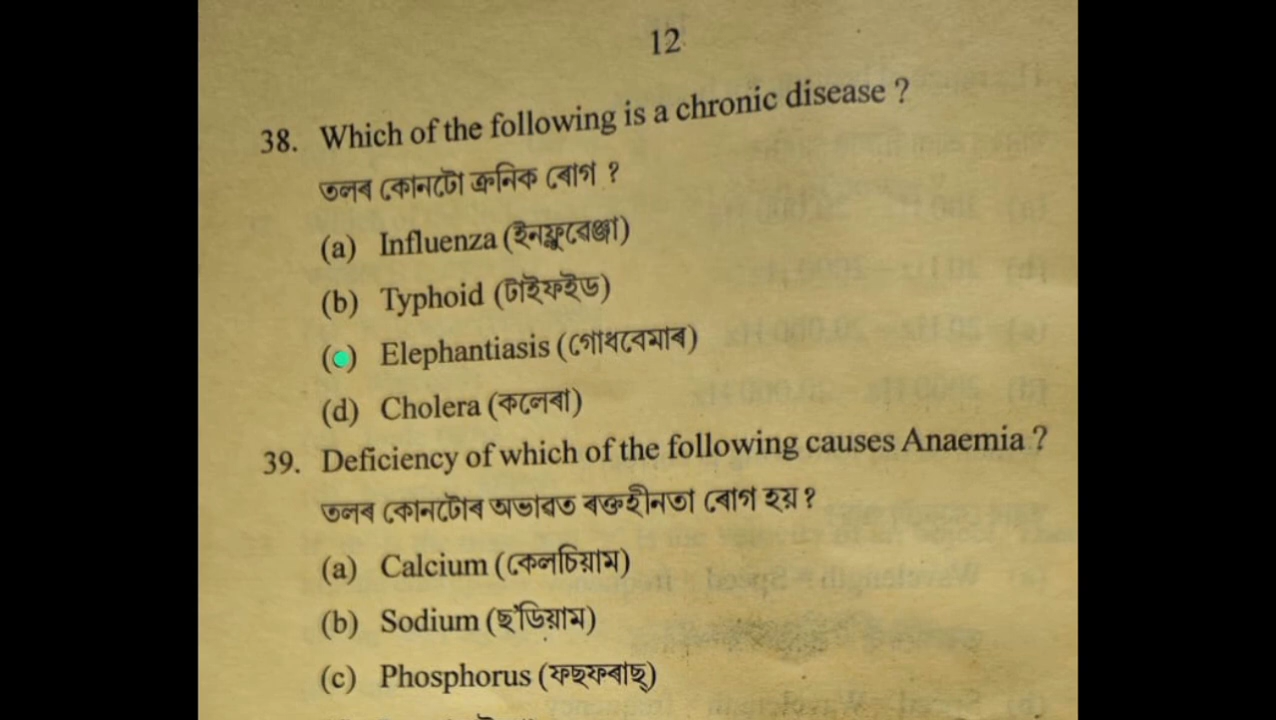 12
38. Which of the following is a chronic disease ?
তলৰ কোনটো ক্ৰনিক ৰোগ ?
(a) Influenza (ইনফ্লুৱেঞ্জা)
(b) Typhoid (টাইফইড)
(c) Elephantiasis (গোধবেমাৰ)
(d) Cholera (কলেৰা)
39. Deficiency of which of the following causes Anaemia ?
তলৰ কোনটোৰ অভাৱত ৰক্তহীনতা ৰোগ হয় ?
(a) Calcium (কেলচিয়াম)
(b) Sodium (ছ'ডিয়াম)
(c) Phosphorus (ফছফৰাছ্)